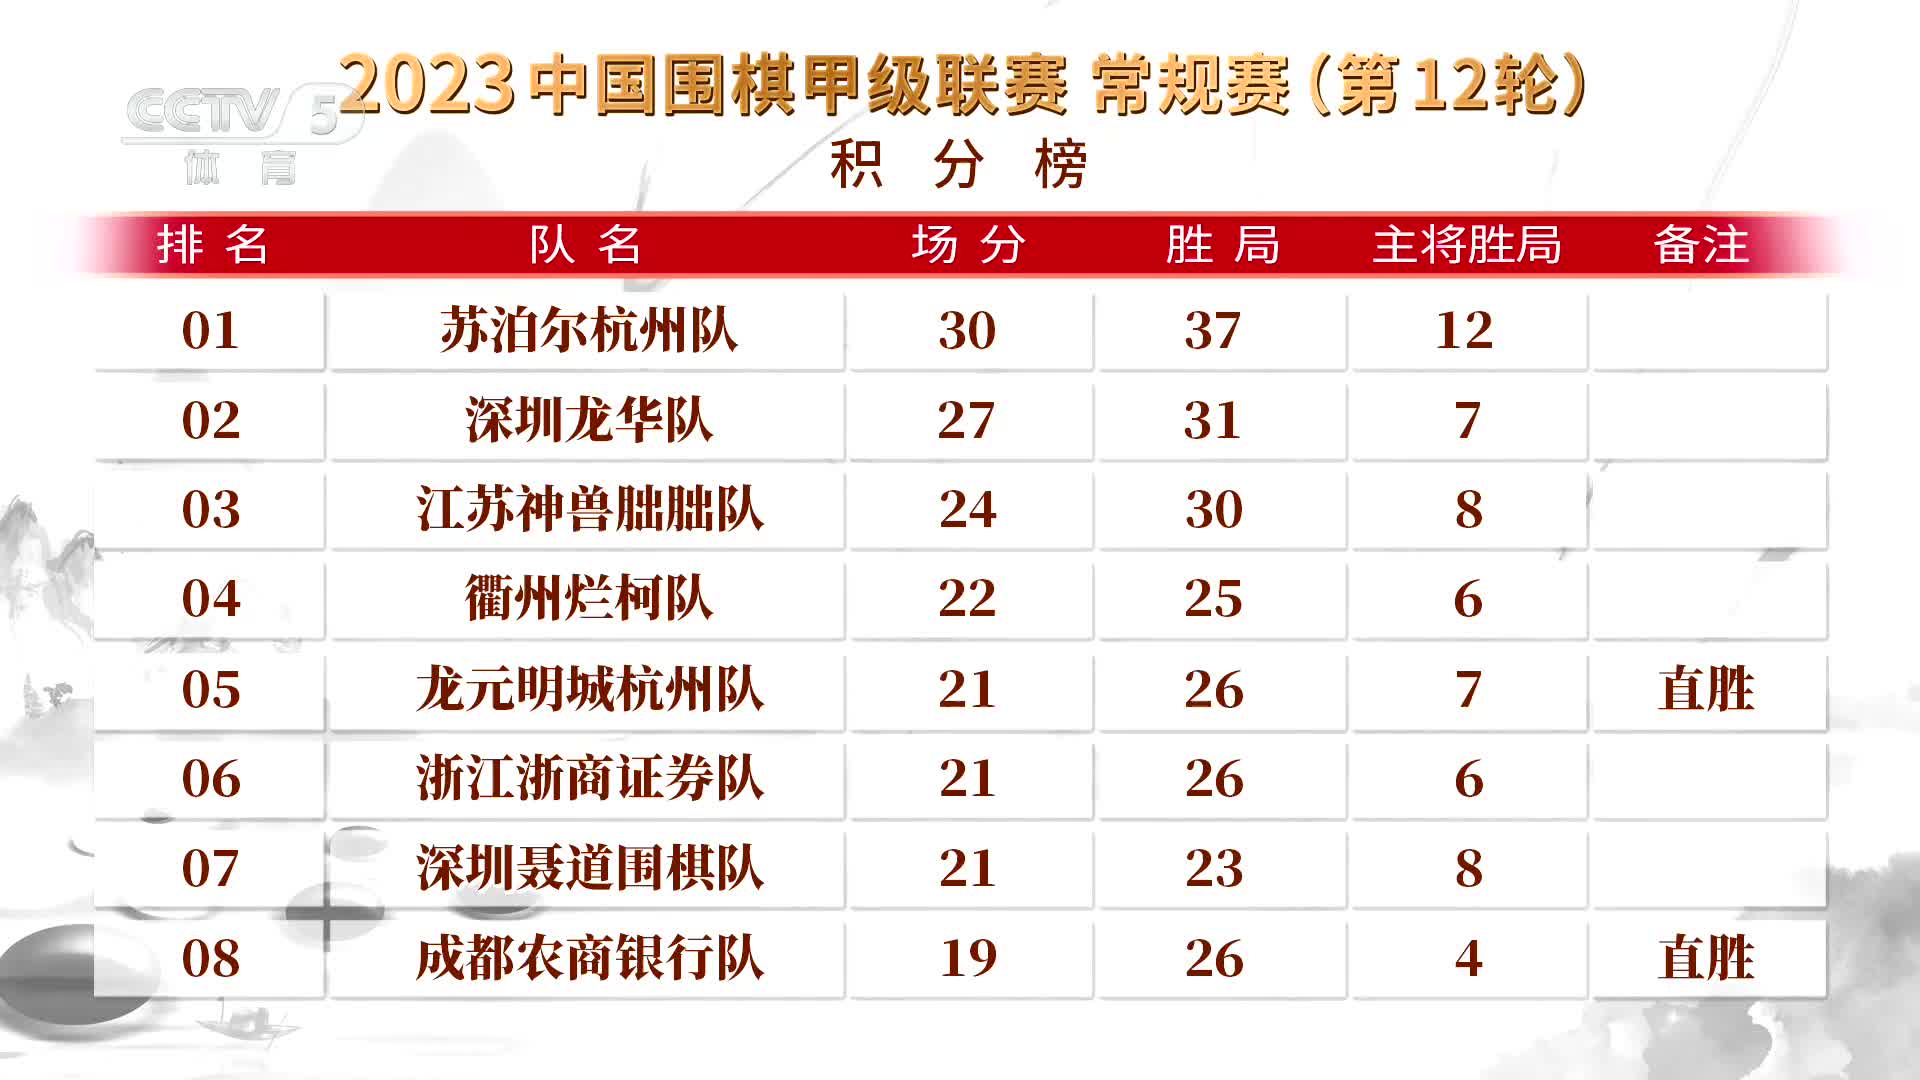 2023中国围棋甲级联赛 常规赛(第12轮)
CCTV 5
体育
积分榜
排名 队名 场分 胜局 主将胜局 备注
01 苏泊尔杭州队 30 37 12
02 深圳龙华队 27 31 7
03 江苏神兽朏朏队 24 30 8
04 衢州烂柯队 22 25 6
05 龙元明城杭州队 21 26 7 直胜
06 浙江浙商证券队 21 26 6
07 深圳聂道围棋队 21 23 8
08 成都农商银行队 19 26 4 直胜